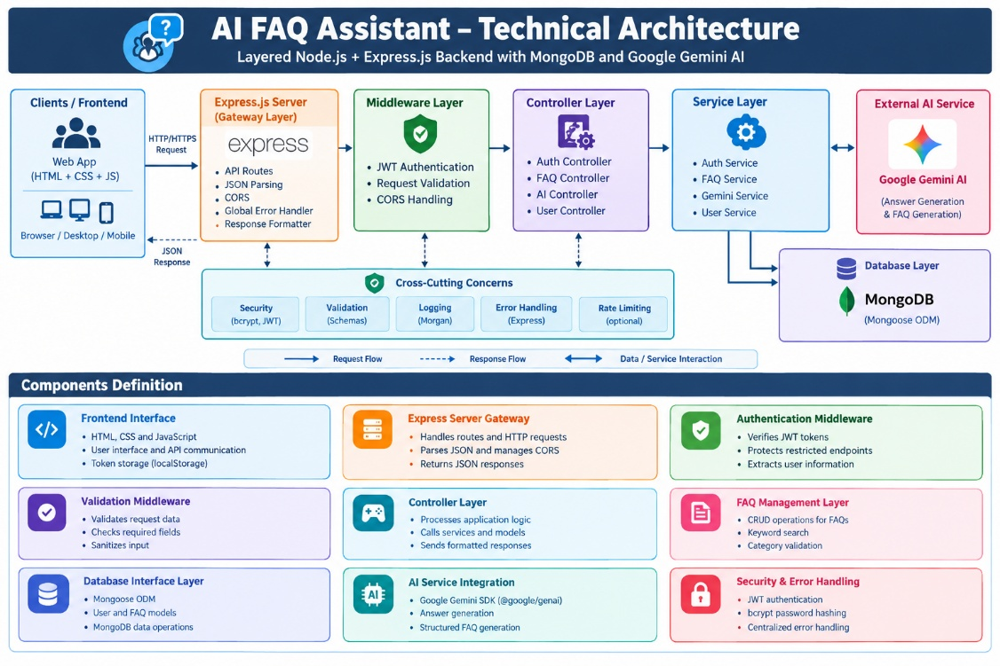 ?
AI FAQ Assistant – Technical Architecture
Layered Node.js + Express.js Backend with MongoDB and Google Gemini AI
Clients / Frontend
Web App
(HTML + CSS + JS)
Browser / Desktop / Mobile
HTTP/HTTPS
Request
JSON
Response
Express.js Server
(Gateway Layer)
express
• API Routes
• JSON Parsing
• CORS
• Global Error Handler
• Response Formatter
Middleware Layer
• JWT Authentication
• Request Validation
• CORS Handling
Controller Layer
• Auth Controller
• FAQ Controller
• AI Controller
• User Controller
Service Layer
• Auth Service
• FAQ Service
• Gemini Service
• User Service
External AI Service
Google Gemini AI
(Answer Generation
& FAQ Generation)
Database Layer
MongoDB
(Mongoose ODM)
Cross-Cutting Concerns
Security
(bcrypt, JWT)
Validation
(Schemas)
Logging
(Morgan)
Error Handling
(Express)
Rate Limiting
(optional)
Request Flow
Response Flow
Data / Service Interaction
Components Definition
</>
Frontend Interface
• HTML, CSS and JavaScript
• User interface and API communication
• Token storage (localStorage)
Express Server Gateway
• Handles routes and HTTP requests
• Parses JSON and manages CORS
• Returns JSON responses
Authentication Middleware
• Verifies JWT tokens
• Protects restricted endpoints
• Extracts user information
Validation Middleware
• Validates request data
• Checks required fields
• Sanitizes input
Controller Layer
• Processes application logic
• Calls services and models
• Sends formatted responses
FAQ Management Layer
• CRUD operations for FAQs
• Keyword search
• Category validation
Database Interface Layer
• Mongoose ODM
• User and FAQ models
• MongoDB data operations
AI
AI Service Integration
• Google Gemini SDK (@google/genai)
• Answer generation
• Structured FAQ generation
Security & Error Handling
• JWT authentication
• bcrypt password hashing
• Centralized error handling